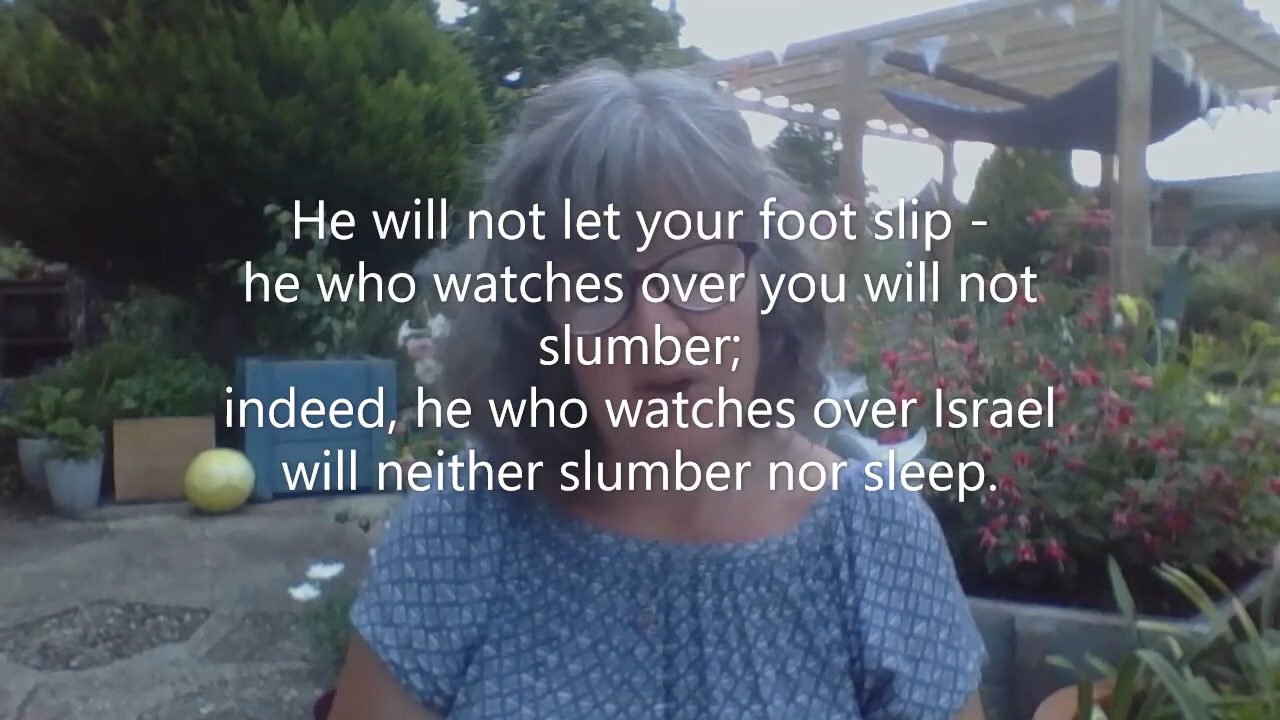 He will not let your foot slip -
he who watches over you will not
slumber;
indeed, he who watches over Israel
will neither slumber nor sleep.